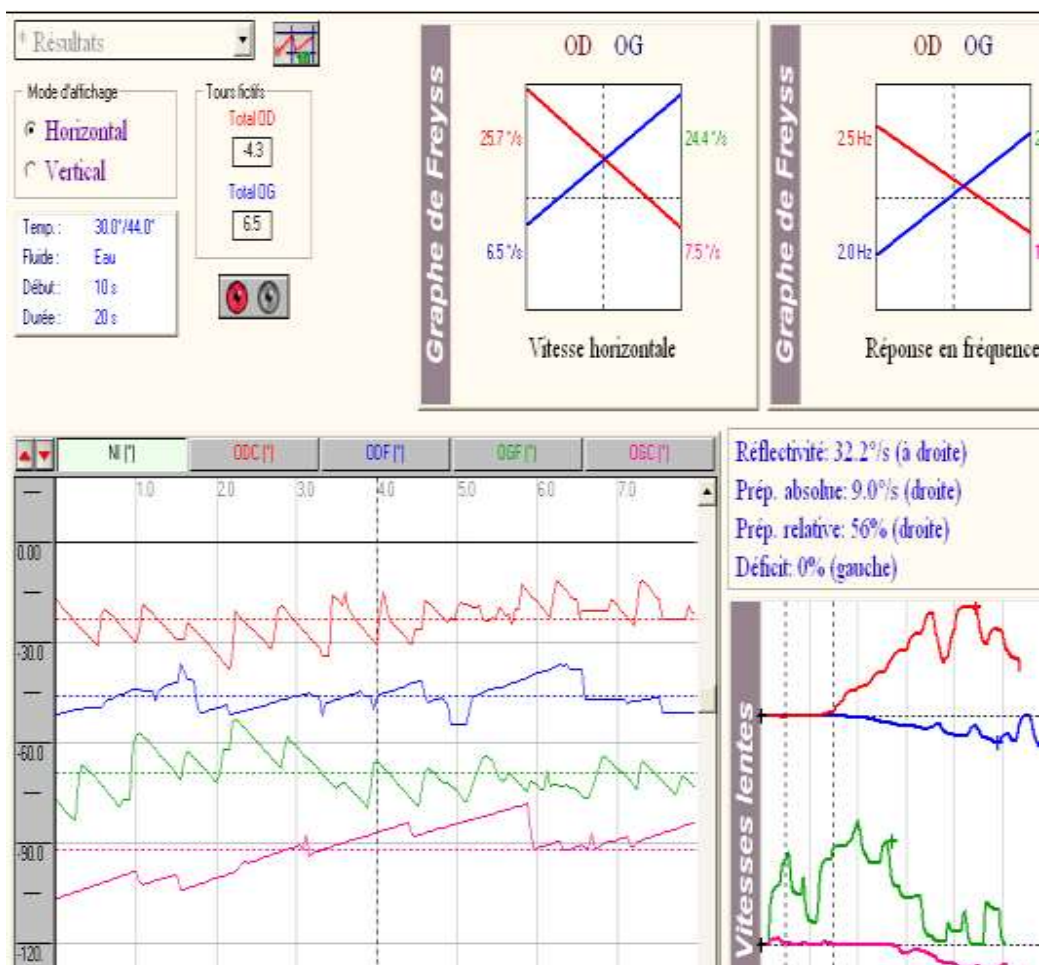 * Résultats
Mode d'affichage
Horizontal
Vertical
Tours fictifs
Total OD
-4.3
Total OG
6.5
Temp.: 30.0°/44.0°
Fluide: Eau
Début: 10 s
Durée: 20 s
Graphe de Freyss
OD OG
25.7 °/s
24.4 °/s
6.5 °/s
7.5 °/s
Vitesse horizontale
Graphe de Freyss
OD OG
2.5 Hz
2
2.0 Hz
1
Réponse en fréquence
NI (°) ODC (°) ODF (°) OGF (°) OGC (°)
1.0 2.0 3.0 4.0 5.0 6.0 7.0
0.00
-30.0
-60.0
-90.0
-120.
Réflectivité: 32.2°/s (à droite)
Prép. absolue: 9.0°/s (droite)
Prép. relative: 56% (droite)
Déficit: 0% (gauche)
Vitesses lentes